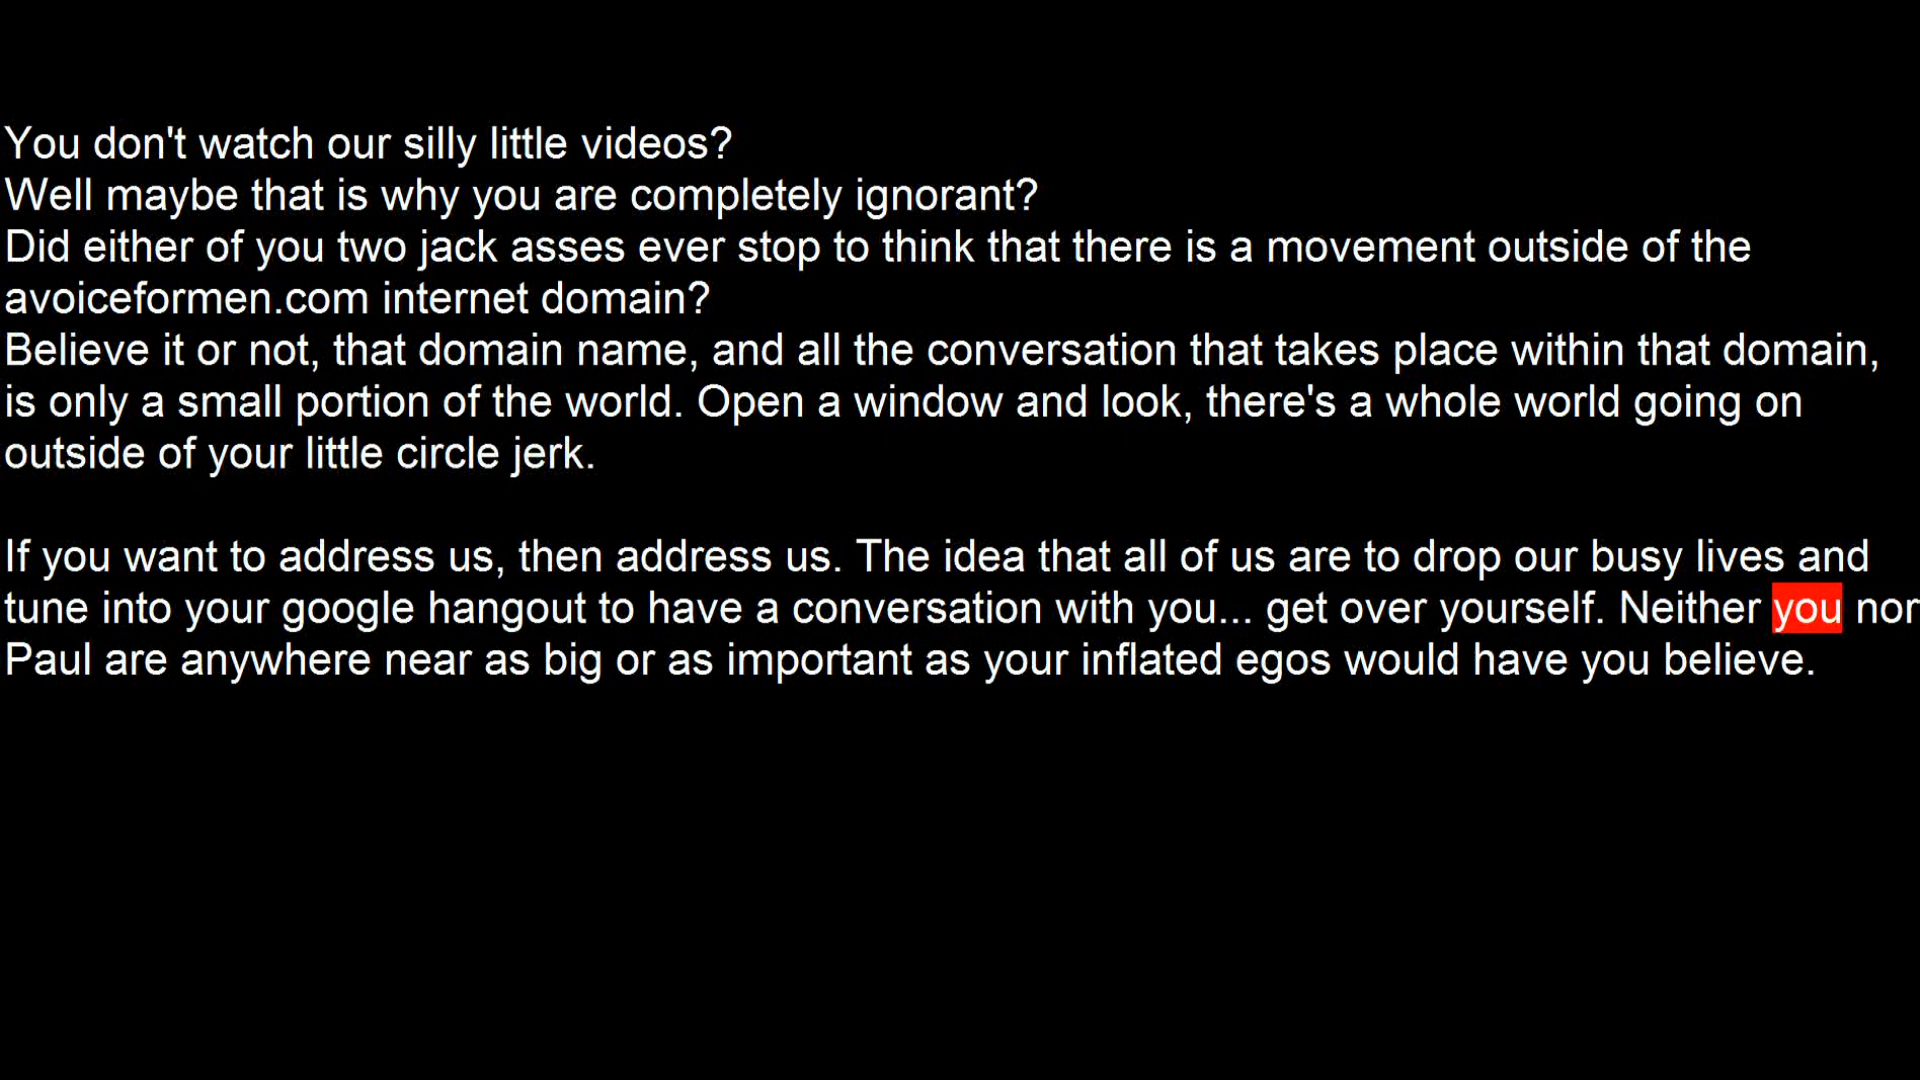 You don't watch our silly little videos?
Well maybe that is why you are completely ignorant?
Did either of you two jack asses ever stop to think that there is a movement outside of the
avoiceformen.com internet domain?
Believe it or not, that domain name, and all the conversation that takes place within that domain,
is only a small portion of the world. Open a window and look, there's a whole world going on
outside of your little circle jerk.
If you want to address us, then address us. The idea that all of us are to drop our busy lives and
tune into your google hangout to have a conversation with you... get over yourself. Neither you nor
Paul are anywhere near as big or as important as your inflated egos would have you believe.